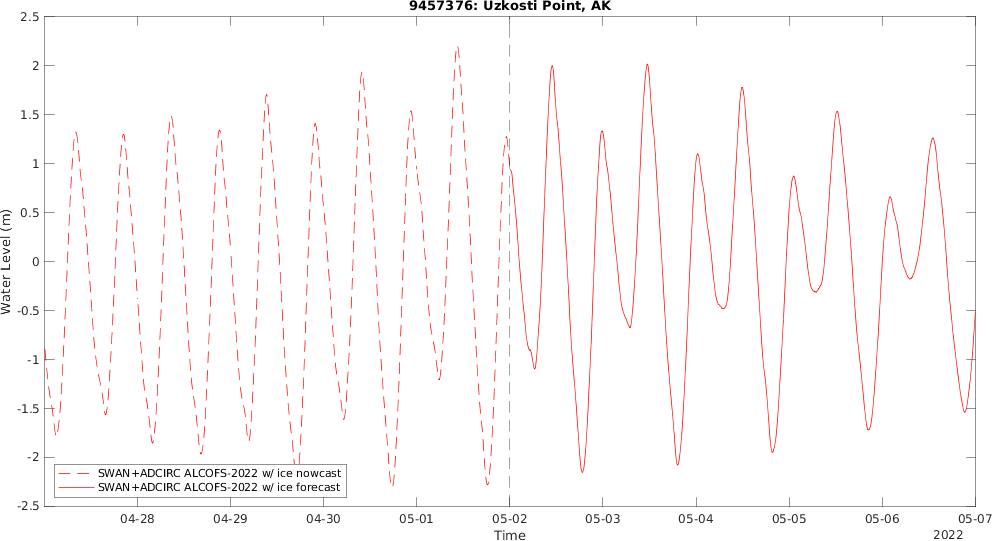 9457376: Uzkosti Point, AK
2.5
2
1.5
1
0.5
0
-0.5
-1
-1.5
-2
-2.5
Water Level (m)
SWAN+ADCIRC ALCOFS-2022 w/ ice nowcast
SWAN+ADCIRC ALCOFS-2022 w/ ice forecast
04-28 04-29 04-30 05-01 05-02 05-03 05-04 05-05 05-06 05-07
Time
2022